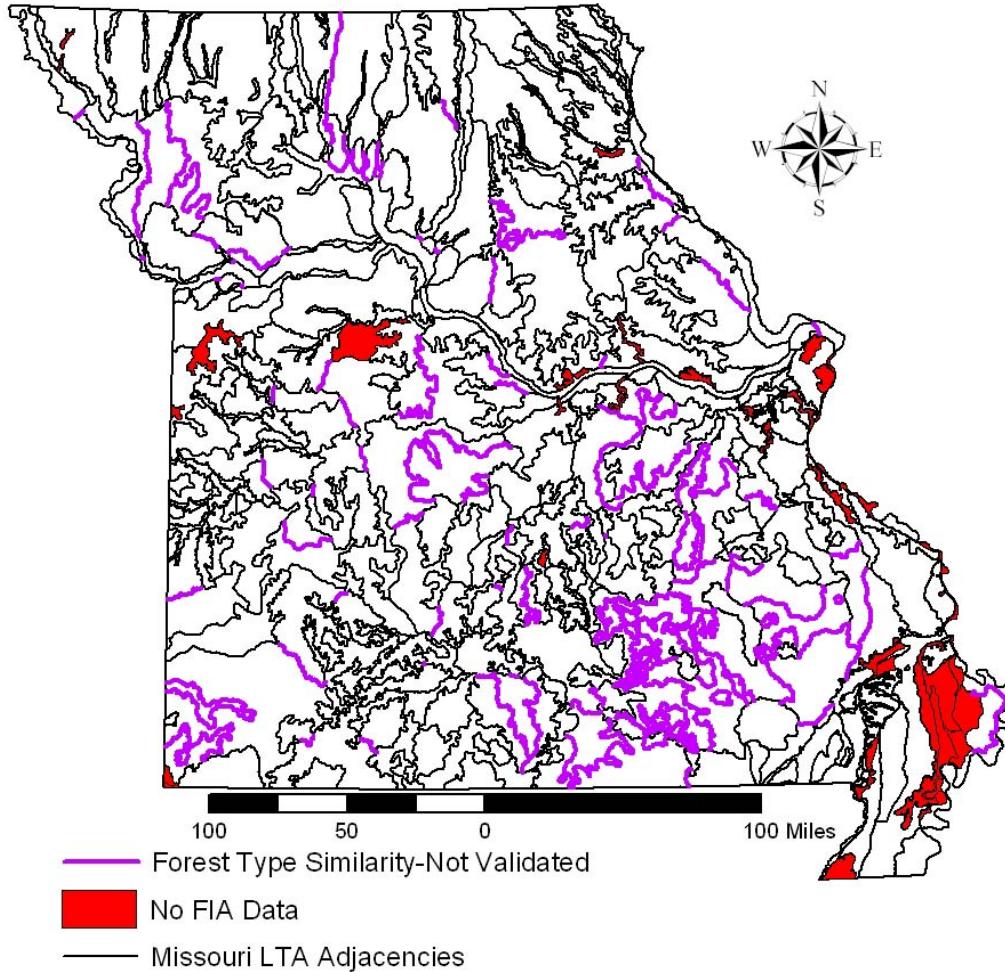 N
W E
S
100 50 0 100 Miles
Forest Type Similarity-Not Validated
No FIA Data
Missouri LTA Adjacencies